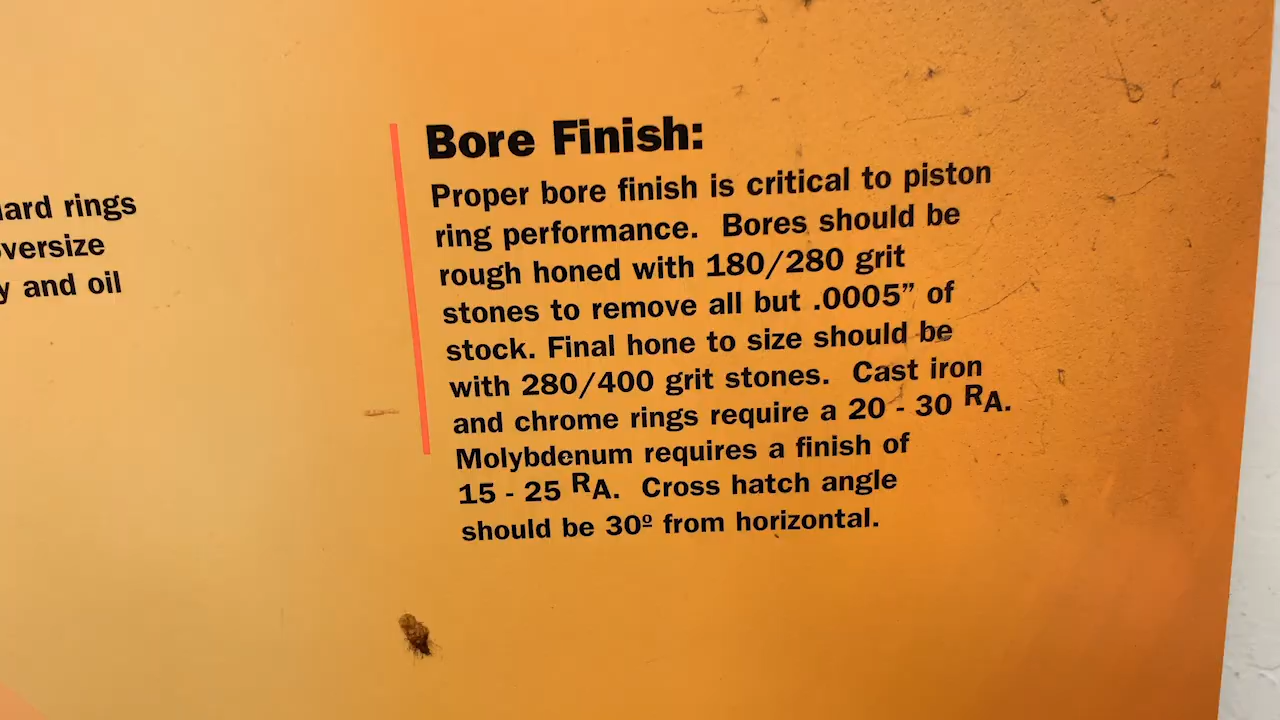 rings
and oil
Bore Finish:
Proper bore finish is critical to piston
ring performance.  Bores should be
rough honed with 180/280 grit
stones to remove all but .0005” of
stock. Final hone to size should be
with 280/400 grit stones.  Cast iron
and chrome rings require a 20 - 30 RA.
Molybdenum requires a finish of
15 - 25 RA.  Cross hatch angle
should be 30º from horizontal.